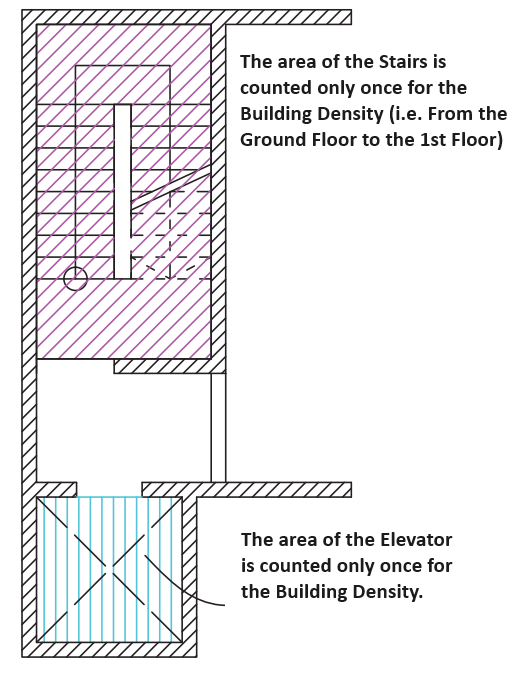 The area of the Stairs is
counted only once for the
Building Density (i.e. From the
Ground Floor to the 1st Floor)
The area of the Elevator
is counted only once for
the Building Density.